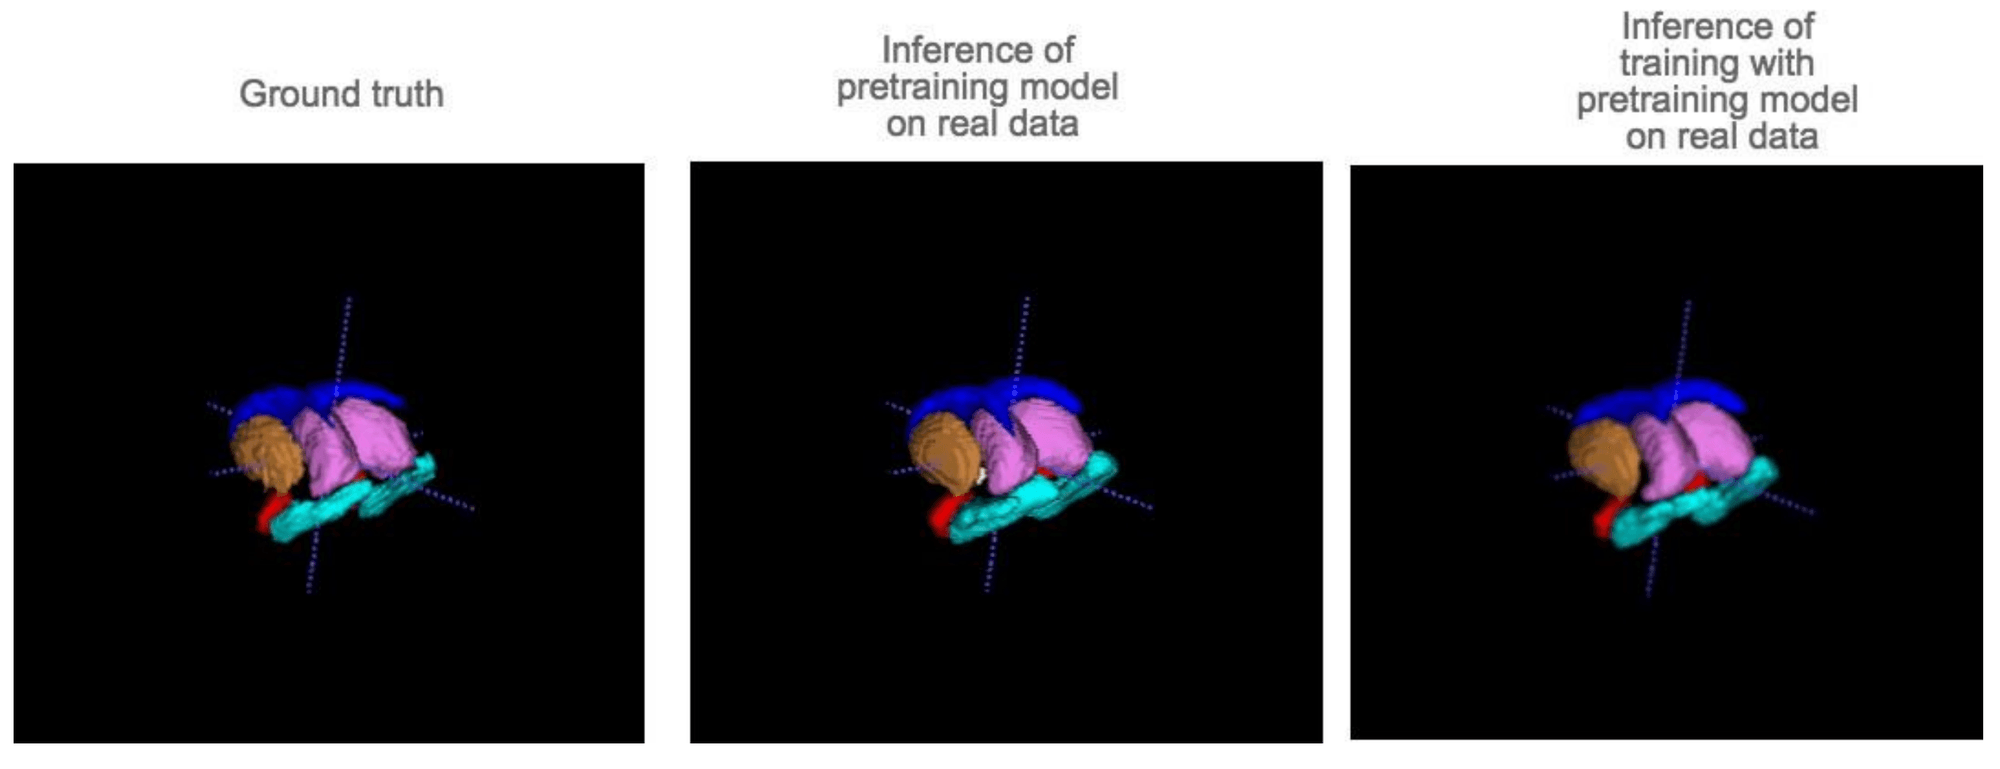 Ground truth
Inference of
pretraining model
on real data
Inference of
training with
pretraining model
on real data